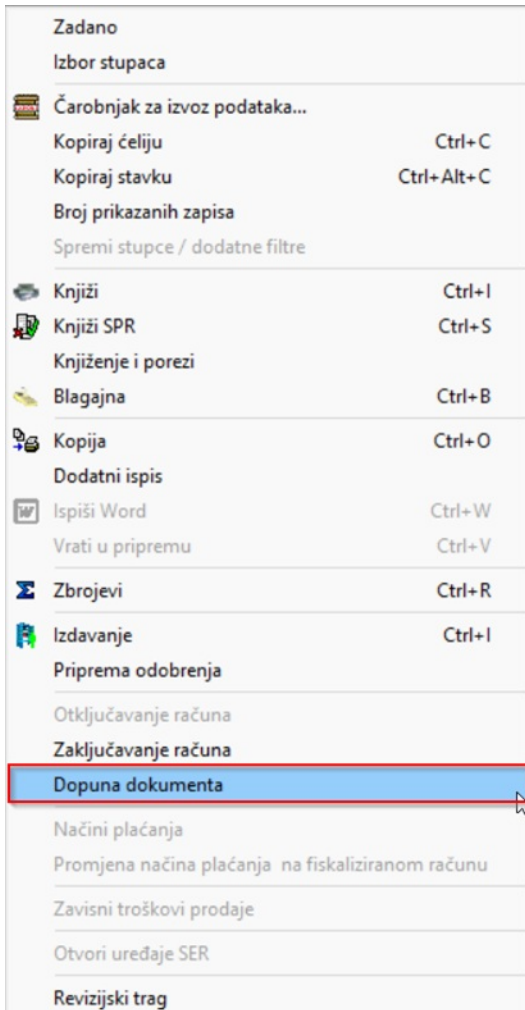 Zadano
Izbor stupaca
Čarobnjak za izvoz podataka...
Kopiraj ćeliju Ctrl+C
Kopiraj stavku Ctrl+Alt+C
Broj prikazanih zapisa
Spremi stupce / dodatne filtre
Knjiži Ctrl+I
Knjiži SPR Ctrl+S
Knjiženje i porezi
Blagajna Ctrl+B
Kopija Ctrl+O
Dodatni ispis
Ispiši Word Ctrl+W
Vrati u pripremu Ctrl+V
Zbrojevi Ctrl+R
Izdavanje Ctrl+I
Priprema odobrenja
Otključavanje računa
Zaključavanje računa
Dopuna dokumenta
Načini plaćanja
Promjena načina plaćanja na fiskaliziranom računu
Zavisni troškovi prodaje
Otvori uređaje SER
Revizijski trag